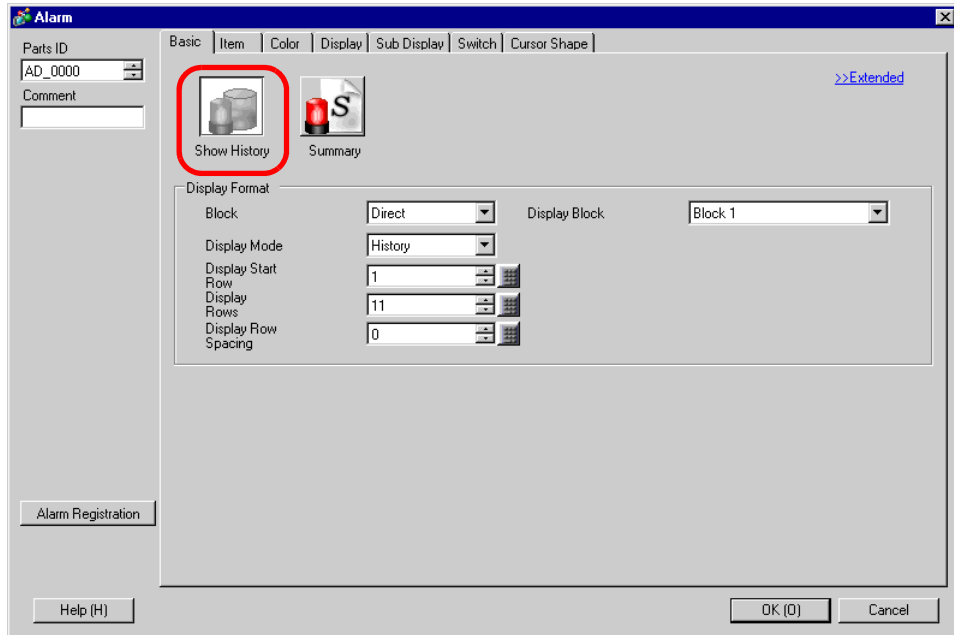 Alarm
Parts ID
AD_0000
Comment
Basic Item Color Display Sub Display Switch Cursor Shape
>>Extended
S
Show History Summary
Display Format
Block Direct Display Block Block 1
Display Mode History
Display Start
Row
1
Display
Rows
11
Display Row
Spacing
0
Alarm Registration
Help (H) OK (O) Cancel